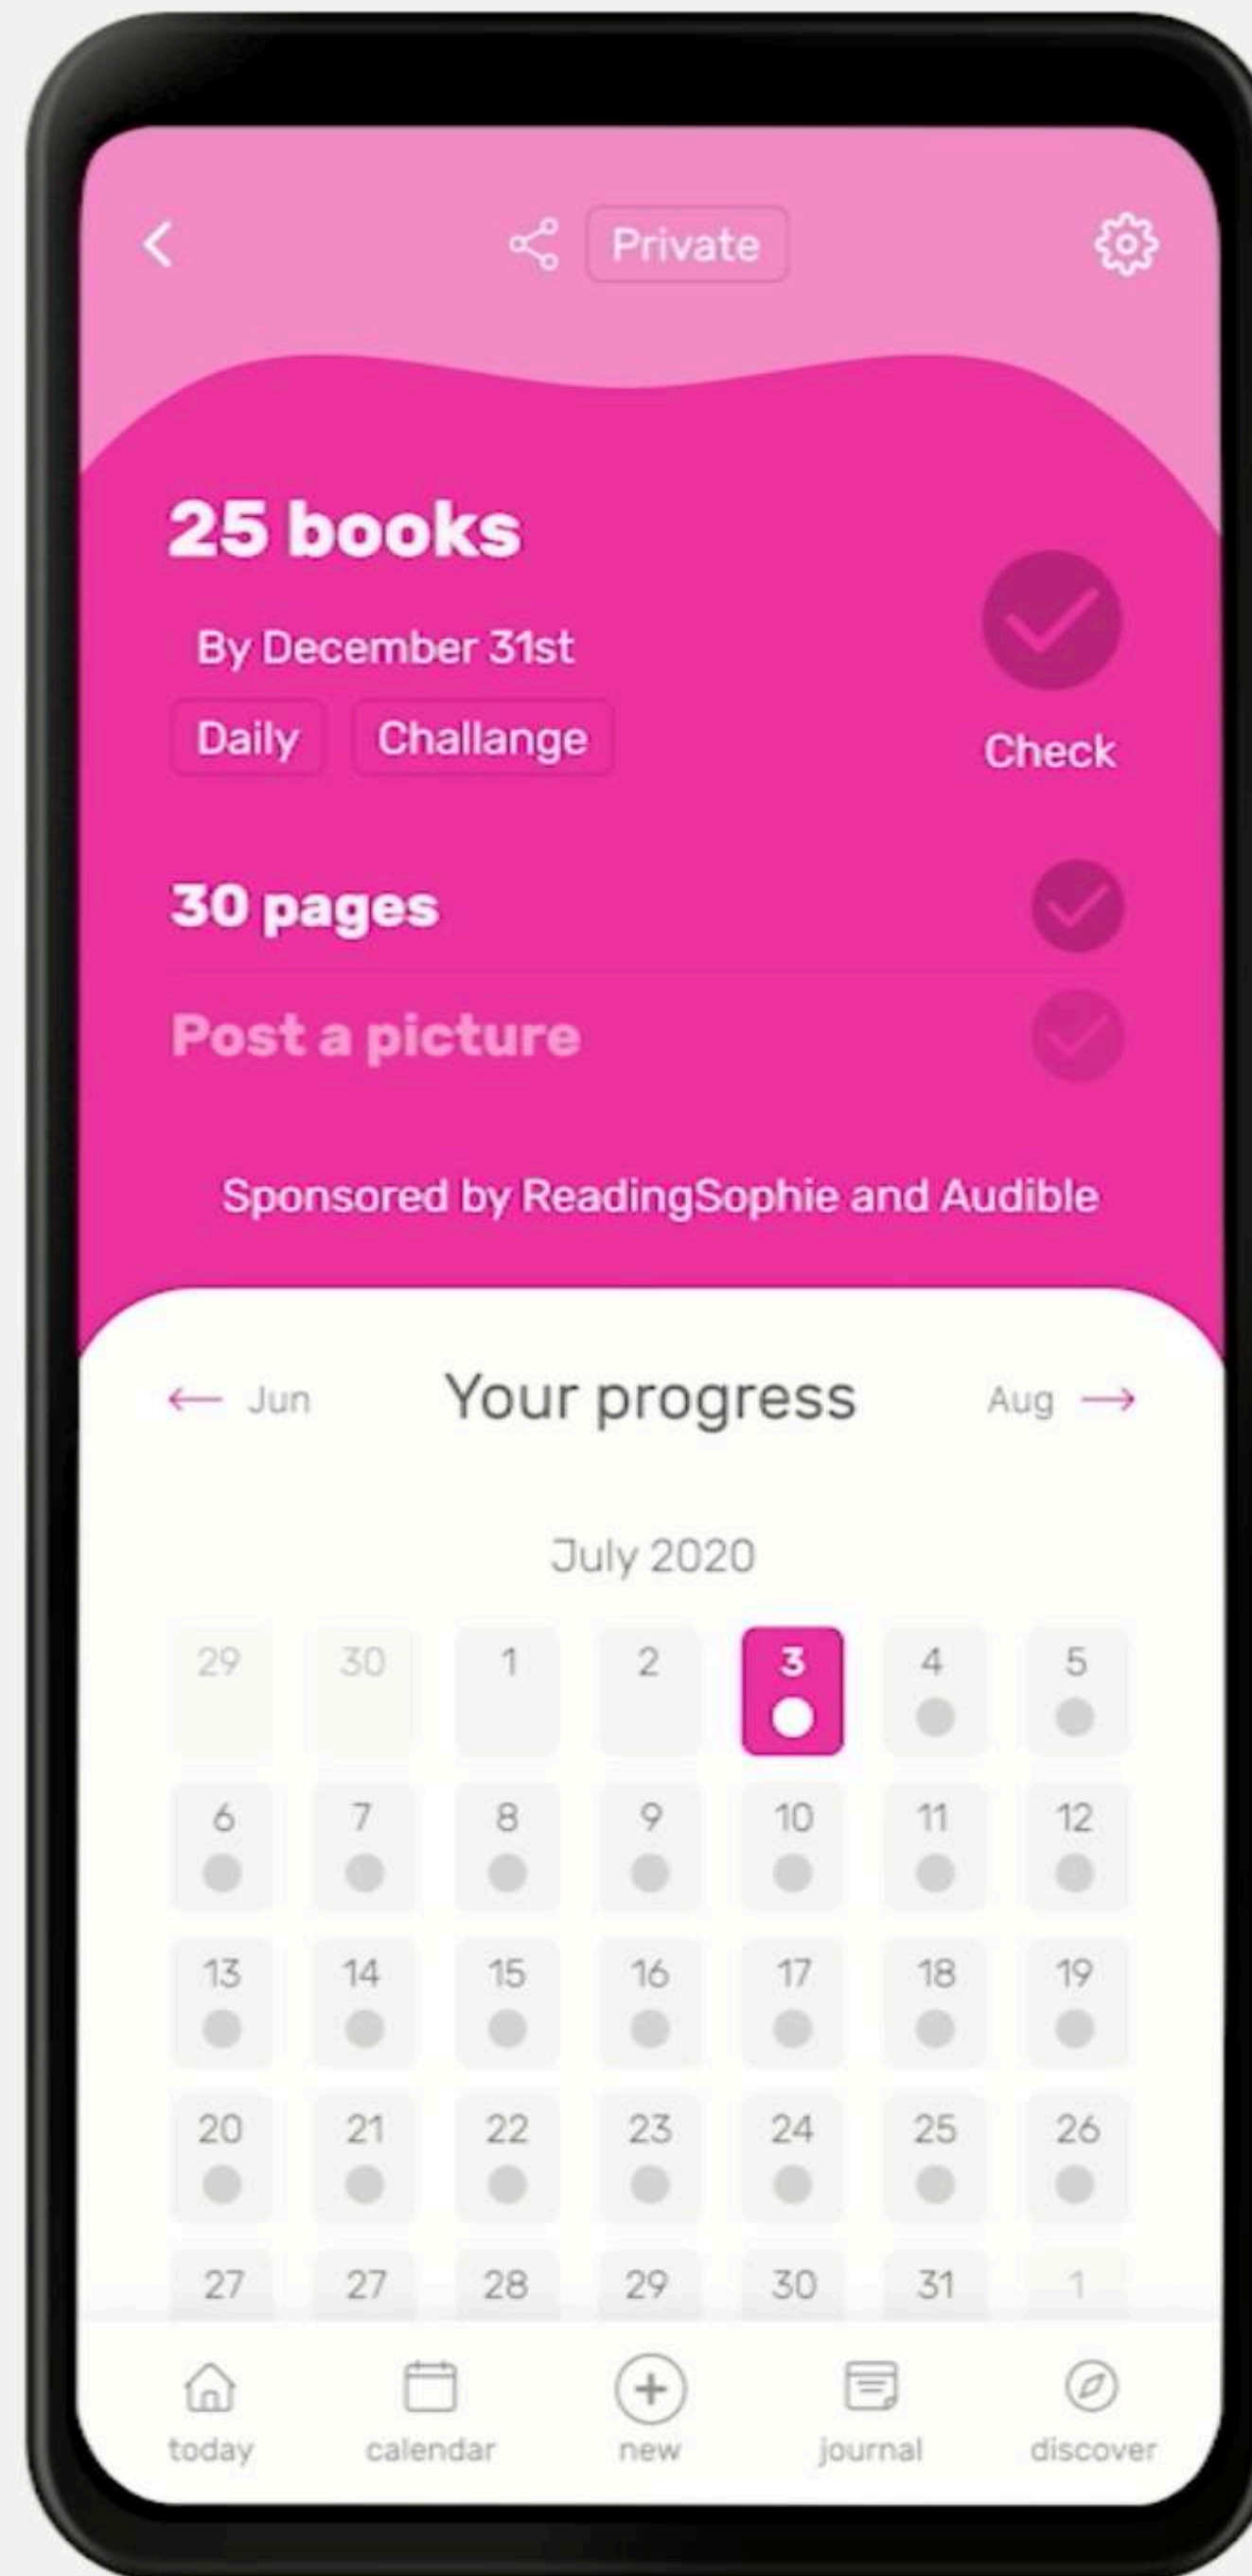 Private
25 books
By December 31st
Daily Challange
Check
30 pages
Post a picture
Sponsored by ReadingSophie and Audible
Jun Your progress Aug
July 2020
29 30 1 2 3 4 5
6 7 8 9 10 11 12
13 14 15 16 17 18 19
20 21 22 23 24 25 26
27 27 28 29 30 31 1
today calendar new journal discover